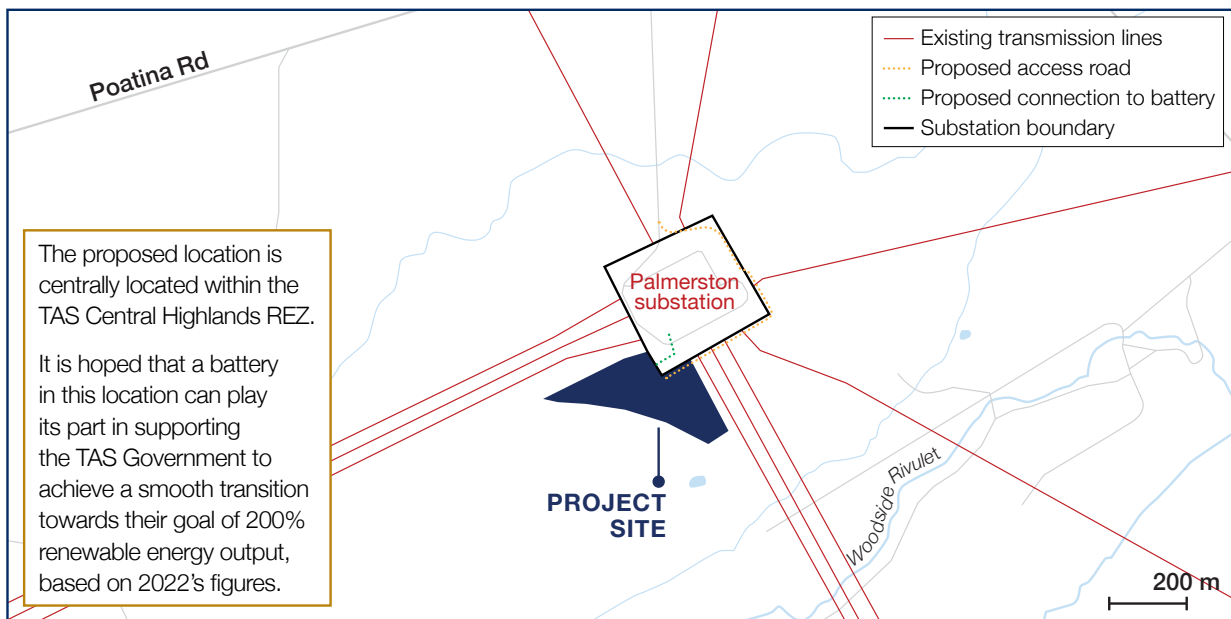 Poatina Rd
Existing transmission lines
Proposed access road
Proposed connection to battery
Substation boundary
The proposed location is
centrally located within the
TAS Central Highlands REZ.
It is hoped that a battery
in this location can play
its part in supporting
the TAS Government to
achieve a smooth transition
towards their goal of 200%
renewable energy output,
based on 2022’s figures.
Palmerston
substation
PROJECT
SITE
Woodside Rivulet
200 m